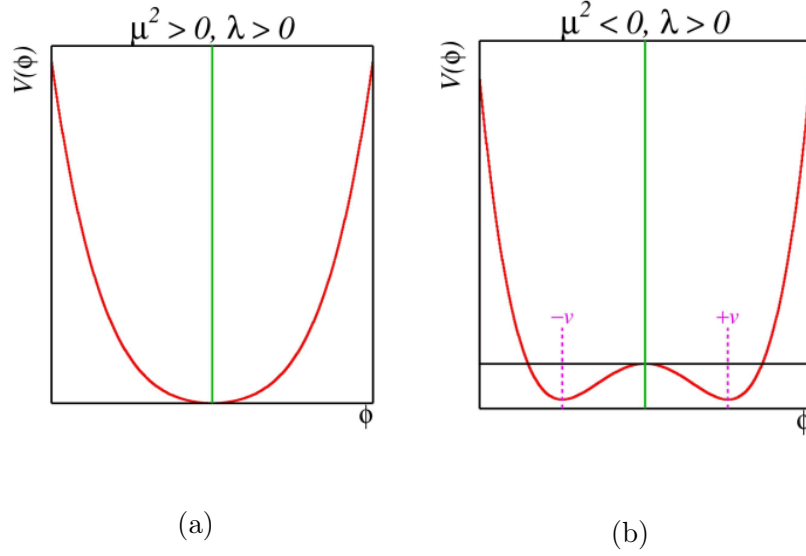 μ² > 0, λ > 0
V(ϕ)
ϕ
(a)
μ² < 0, λ > 0
V(ϕ)
−v
+v
ϕ
(b)